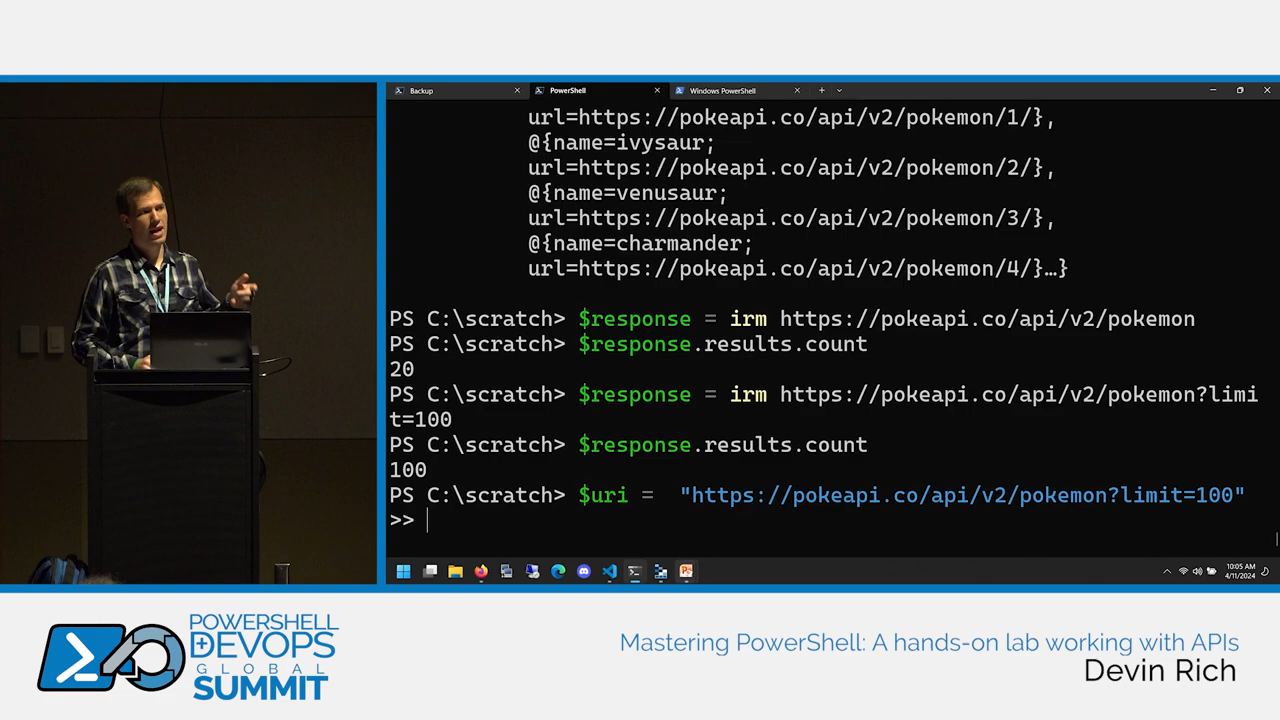 Backup
PowerShell
Windows PowerShell
url=https://pokeapi.co/api/v2/pokemon/1/},
@{name=ivysaur;
url=https://pokeapi.co/api/v2/pokemon/2/},
@{name=venusaur;
url=https://pokeapi.co/api/v2/pokemon/3/},
@{name=charmander;
url=https://pokeapi.co/api/v2/pokemon/4/}…}
PS C:\scratch> $response = irm https://pokeapi.co/api/v2/pokemon
PS C:\scratch> $response.results.count
20
PS C:\scratch> $response = irm https://pokeapi.co/api/v2/pokemon?limi
t=100
PS C:\scratch> $response.results.count
100
PS C:\scratch> $uri =  "https://pokeapi.co/api/v2/pokemon?limit=100"
>>
10:05 AM
4/11/2024
POWERSHELL
DEVOPS
GLOBAL
SUMMIT
Mastering PowerShell: A hands-on lab working with APIs
Devin Rich